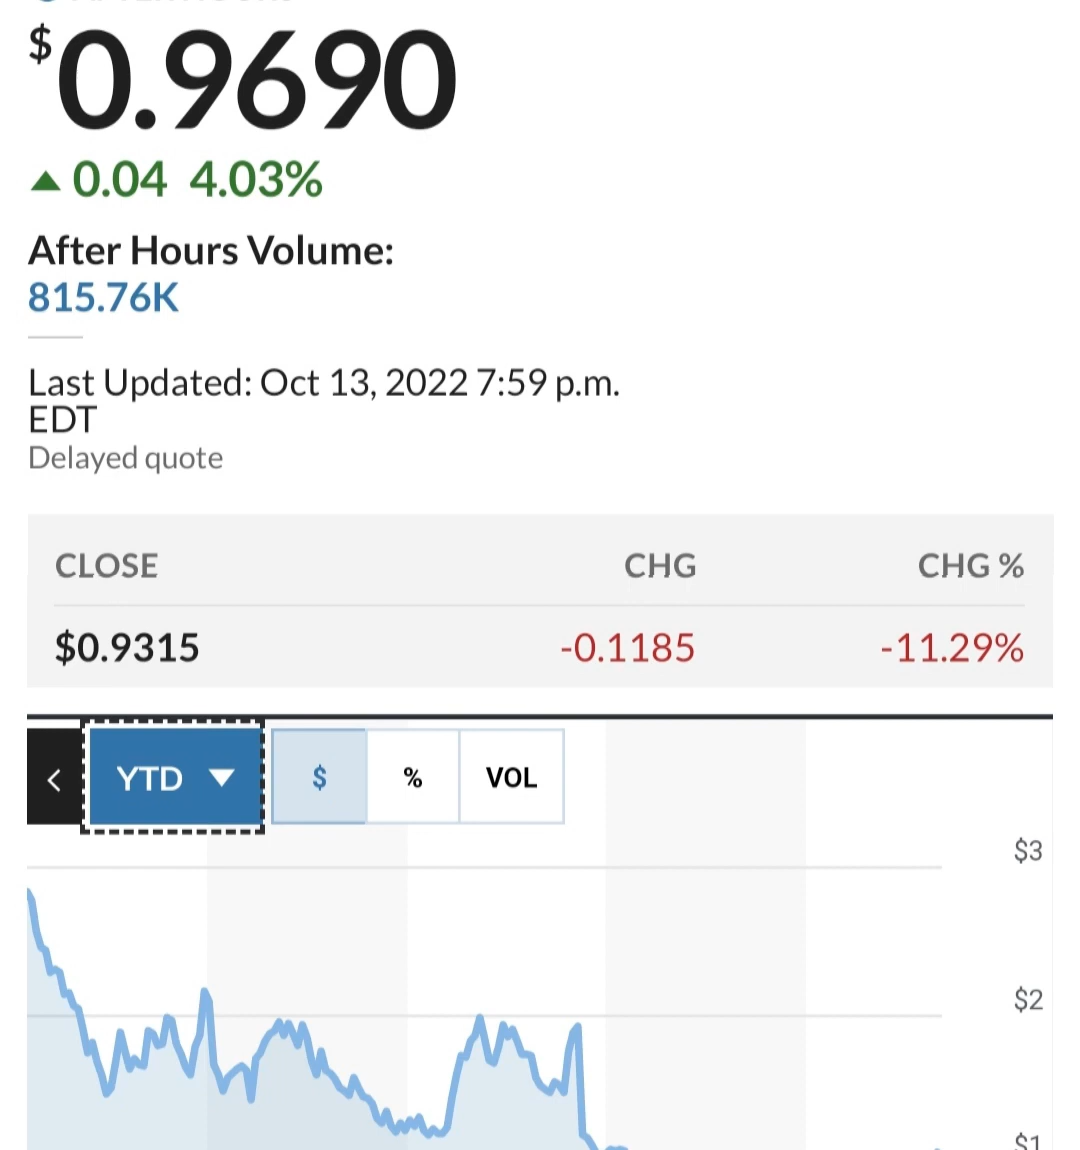 $0.9690
▲ 0.04 4.03%
After Hours Volume:
815.76K
Last Updated: Oct 13, 2022 7:59 p.m.
EDT
Delayed quote
CLOSE CHG CHG %
$0.9315 -0.1185 -11.29%
< YTD ▼ $ % VOL
$3
$2
$1